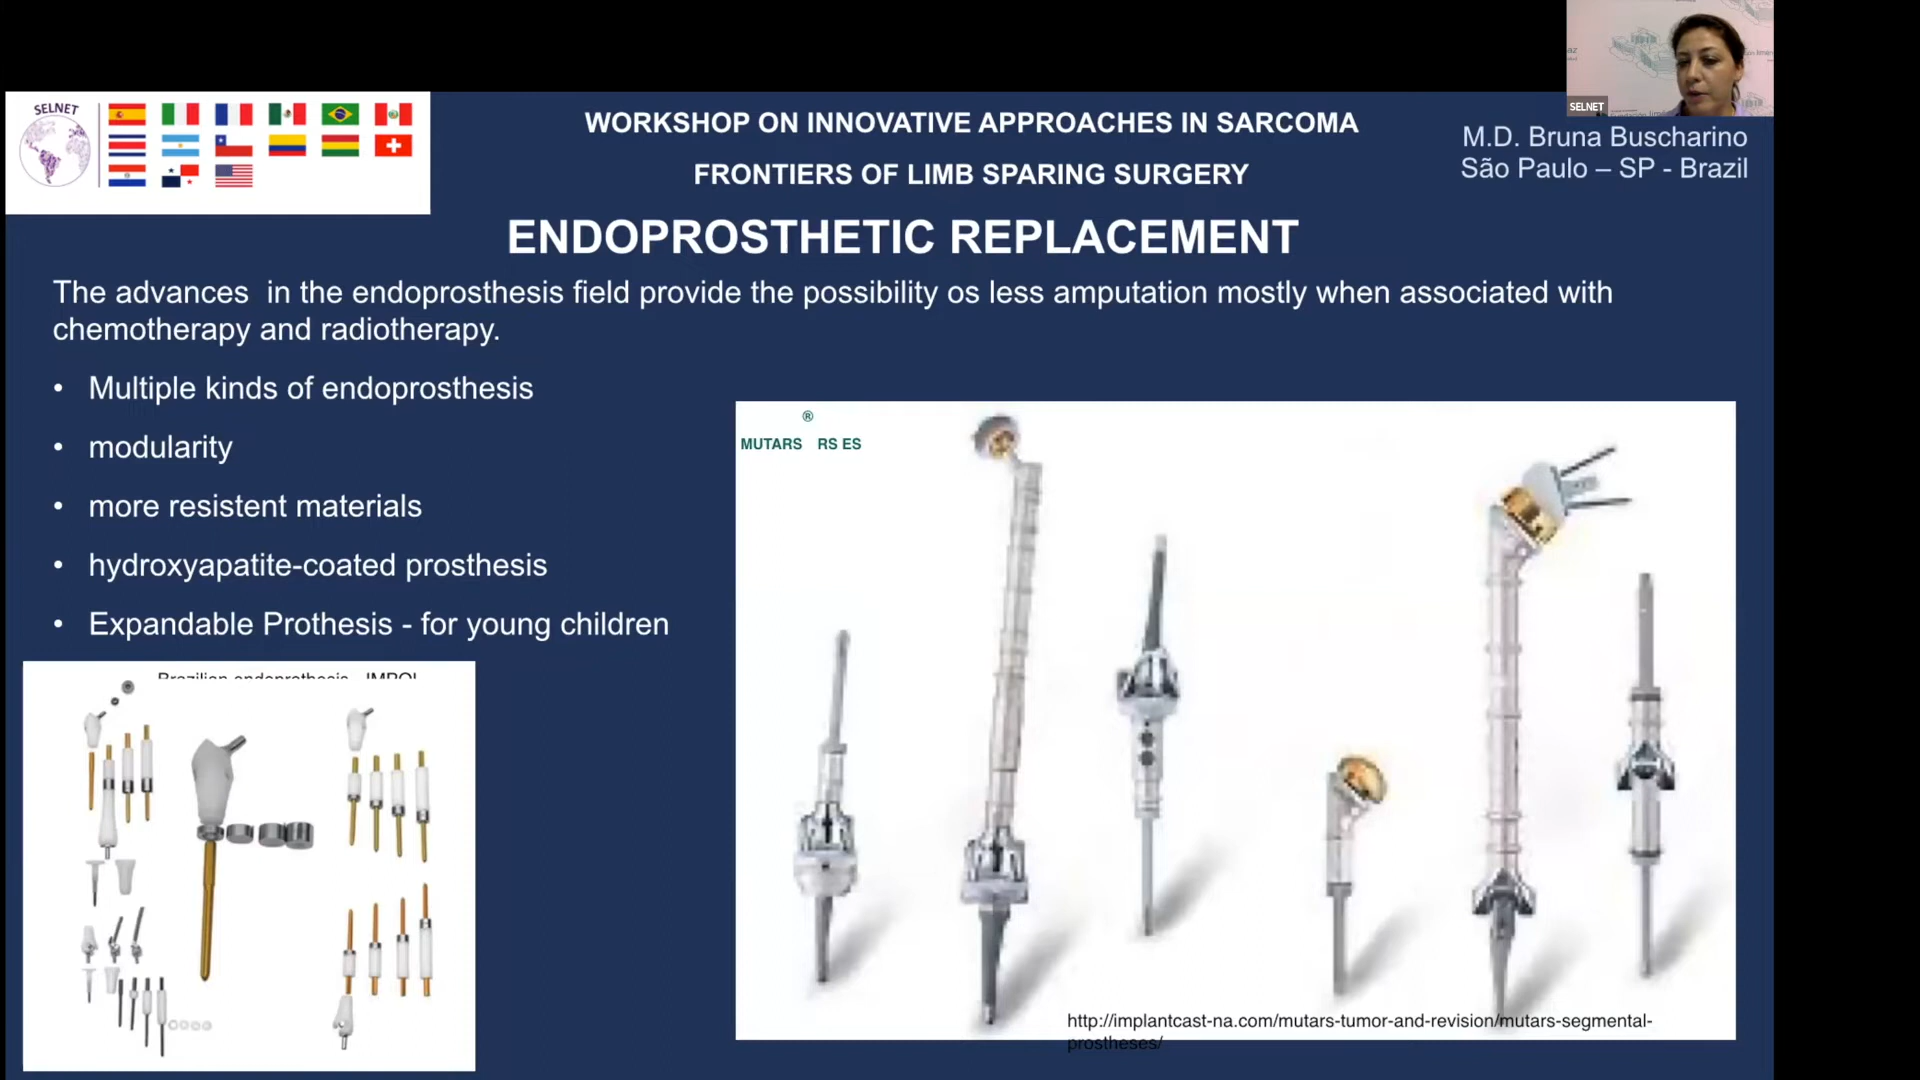 SELNET
SELNET
WORKSHOP ON INNOVATIVE APPROACHES IN SARCOMA
FRONTIERS OF LIMB SPARING SURGERY
M.D. Bruna Buscharino
São Paulo – SP - Brazil
ENDOPROSTHETIC REPLACEMENT
The advances in the endoprosthesis field provide the possibility os less amputation mostly when associated with
chemotherapy and radiotherapy.
• Multiple kinds of endoprosthesis
• modularity
• more resistent materials
• hydroxyapatite-coated prosthesis
• Expandable Prothesis - for young children
®
MUTARS RS ES
http://implantcast-na.com/mutars-tumor-and-revision/mutars-segmental-
prostheses/